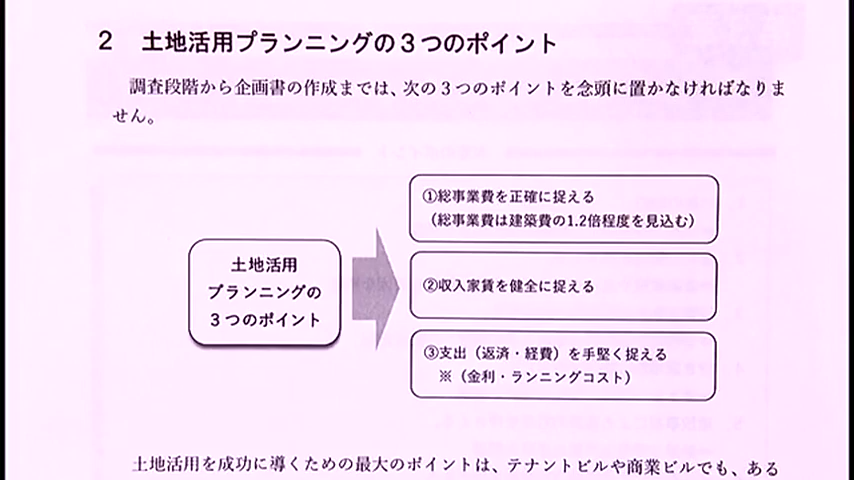 2 土地活用プランニングの3つのポイント
調査段階から企画書の作成までは、次の3つのポイントを念頭に置かなければなりま
せん。
①総事業費を正確に捉える
(総事業費は建築費の1.2倍程度を見込む)
土地活用
プランニングの
3つのポイント
②収入家賃を健全に捉える
③支出(返済・経費)を手堅く捉える
※(金利・ランニングコスト)
土地活用を成功に導くための最大のポイントは、テナントビルや商業ビルでも、ある